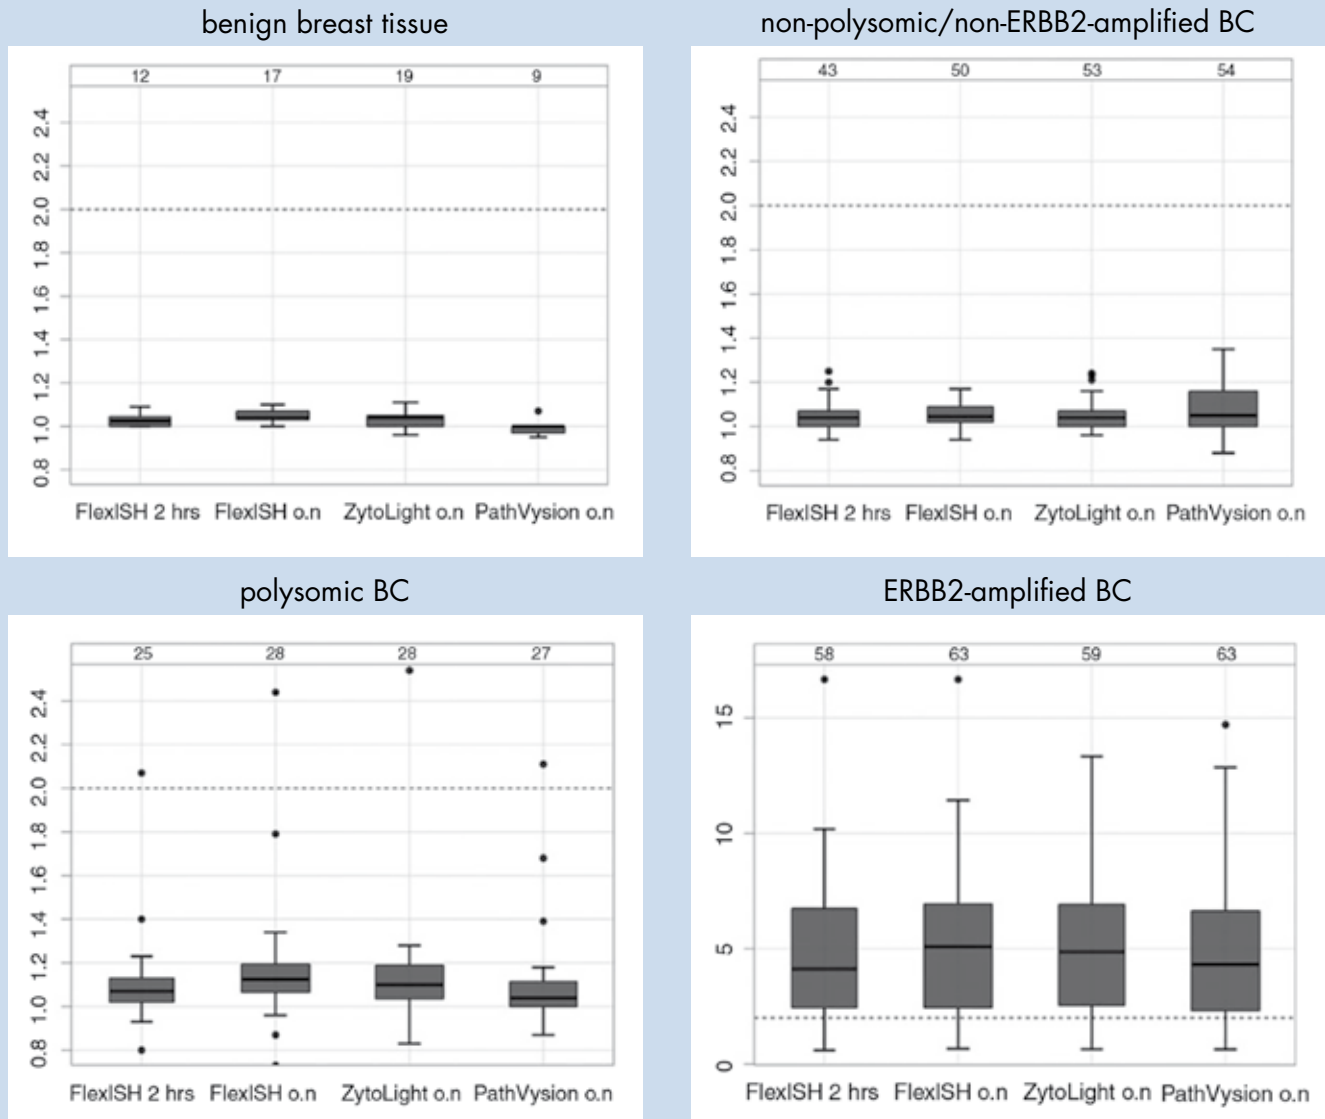 benign breast tissue
12 17 19 9
2.4
2.2
2.0
1.8
1.6
1.4
1.2
1.0
0.8
FlexISH 2 hrs FlexISH o.n ZytoLight o.n PathVysion o.n
non-polysomic/non-ERBB2-amplified BC
43 50 53 54
2.4
2.2
2.0
1.8
1.6
1.4
1.2
1.0
0.8
FlexISH 2 hrs FlexISH o.n ZytoLight o.n PathVysion o.n
polysomic BC
25 28 28 27
2.4
2.2
2.0
1.8
1.6
1.4
1.2
1.0
0.8
FlexISH 2 hrs FlexISH o.n ZytoLight o.n PathVysion o.n
ERBB2-amplified BC
58 63 59 63
15
10
5
0
FlexISH 2 hrs FlexISH o.n ZytoLight o.n PathVysion o.n